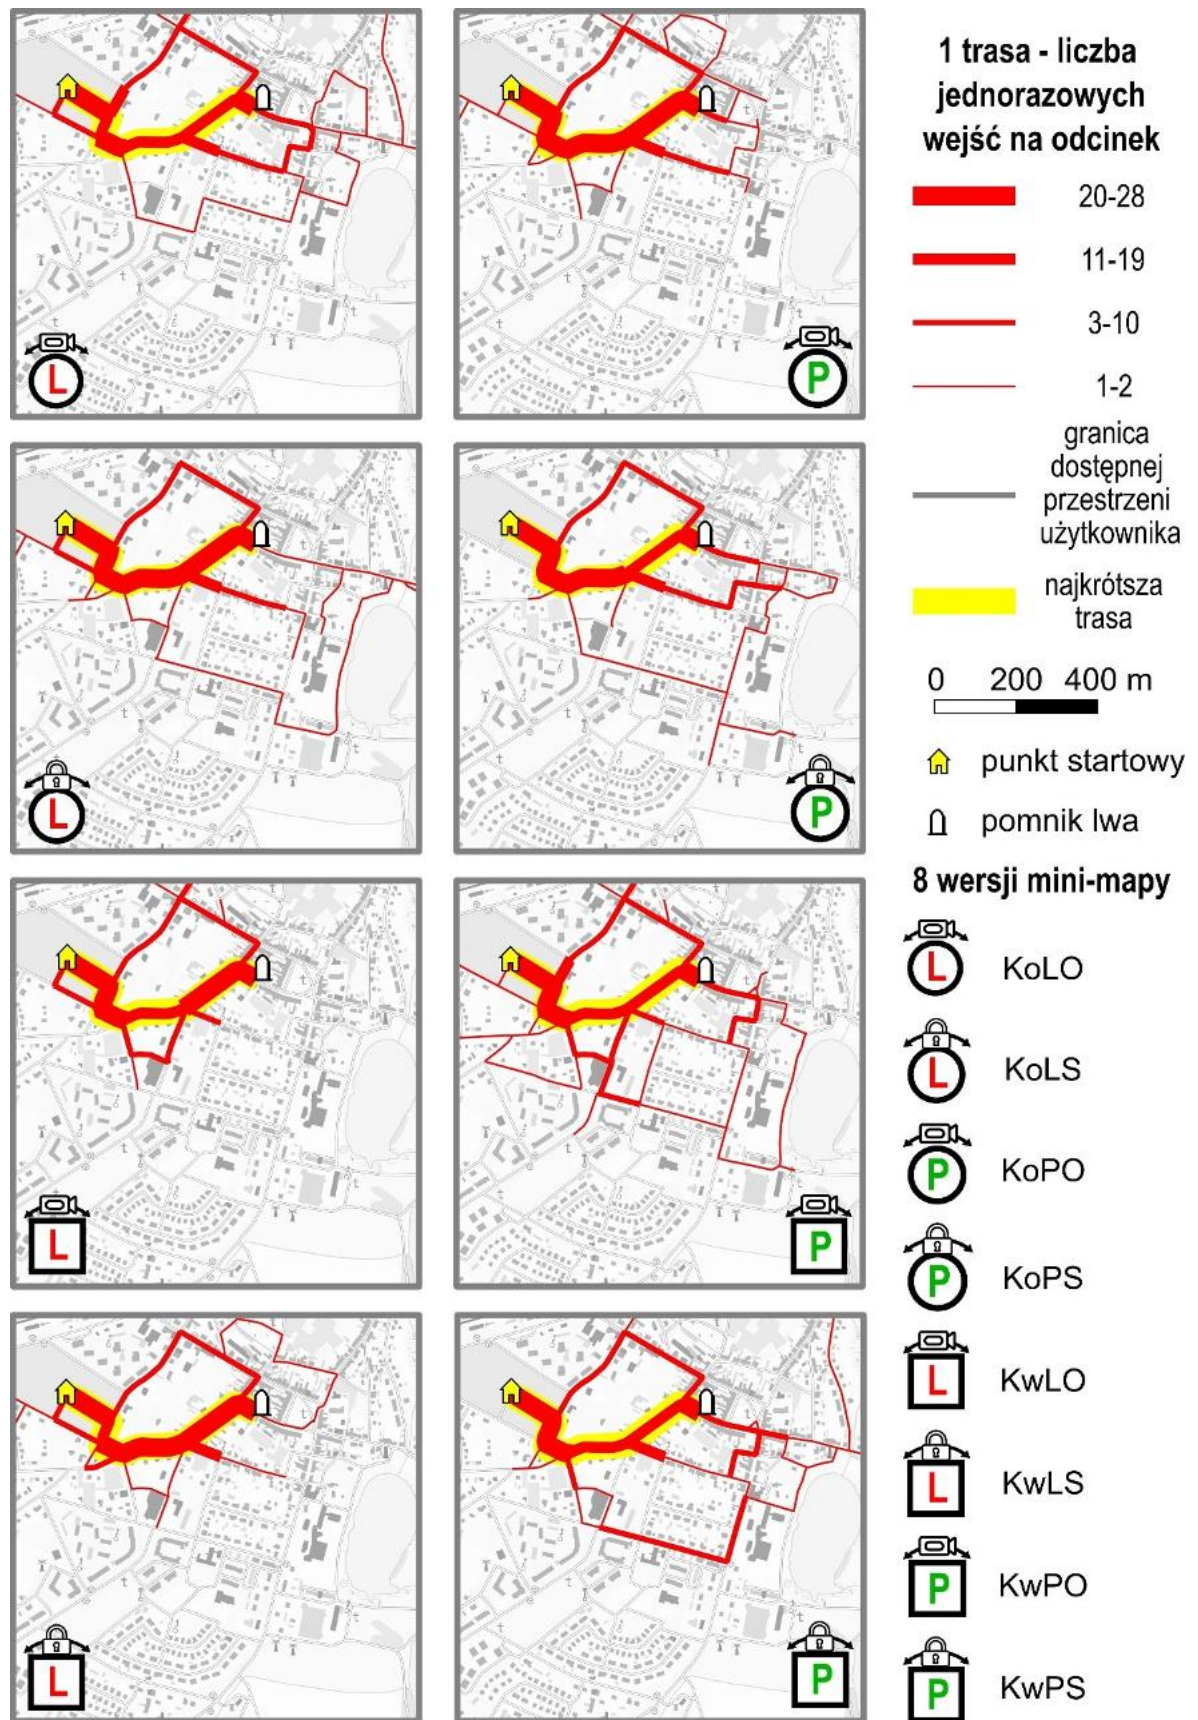 L
P
L
P
L
P
L
P
1 trasa - liczba
jednorazowych
wejść na odcinek
20-28
11-19
3-10
1-2
granica
dostępnej
przestrzeni
użytkownika
najkrótsza
trasa
0 200 400 m
punkt startowy
pomnik lwa
8 wersji mini-mapy
L KoLO
L KoLS
P KoPO
P KoPS
L KwLO
L KwLS
P KwPO
P KwPS